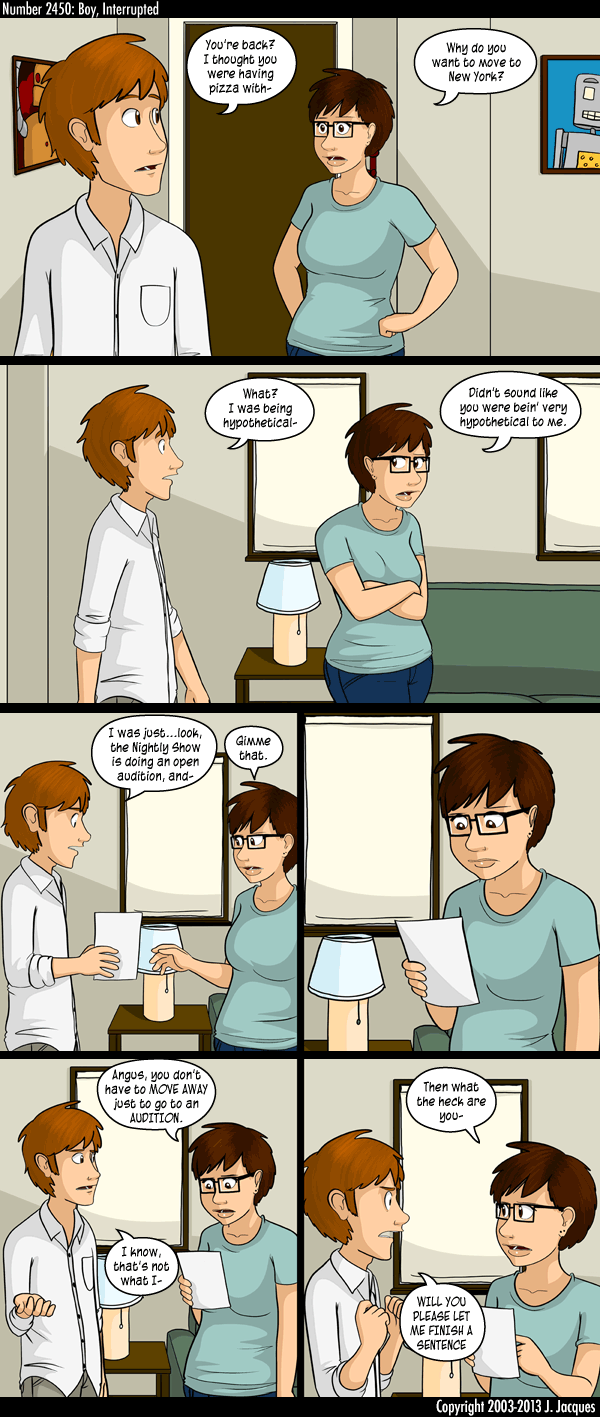 Number 2450: Boy, Interrupted
You're back?
I thought you
were having
pizza with-
Why do you
want to move to
New York?
What?
I was being
hypothetical-
Didn't sound like
you were bein' very
hypothetical to me.
I was just...look,
the Nightly Show
is doing an open
audition, and-
Gimme
that.
Angus, you don't
have to MOVE AWAY
just to go to an
AUDITION.
I know,
that's not
what I-
Then what
the heck are
you-
WILL YOU
PLEASE LET
ME FINISH A
SENTENCE
Copyright 2003-2013 J. Jacques